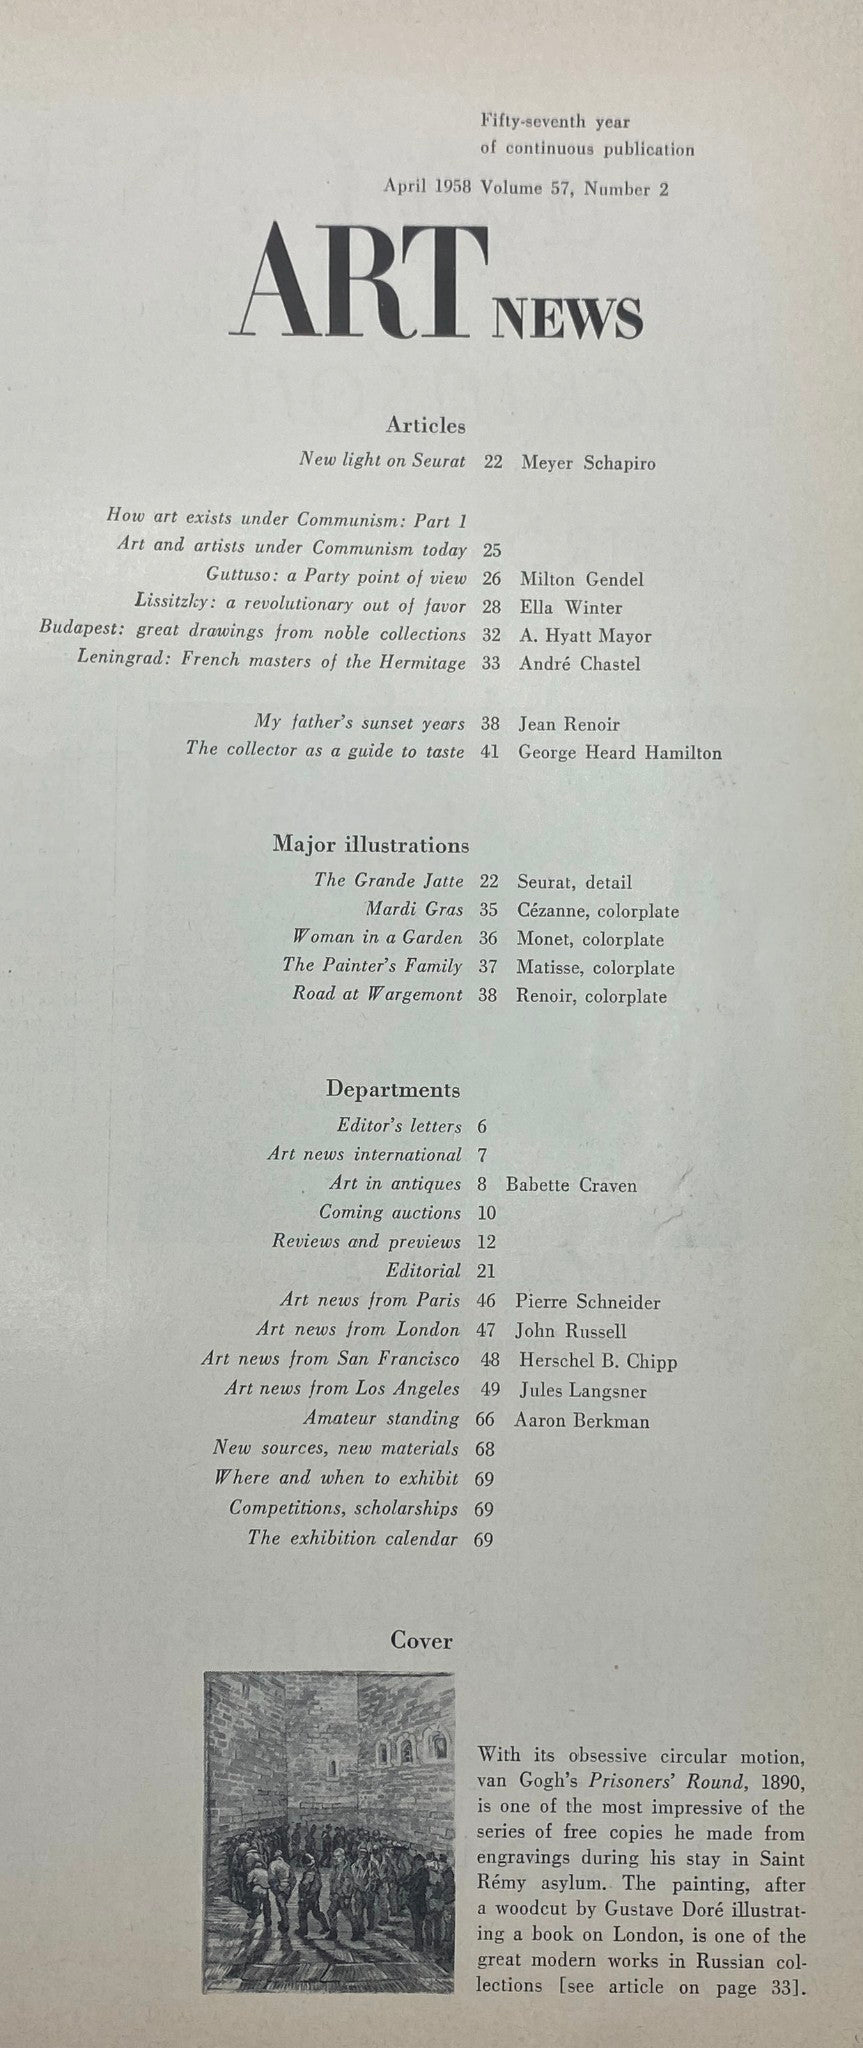 Fifty-seventh year
of continuous publication
April 1958 Volume 57, Number 2
ART NEWS
Articles
New light on Seurat 22 Meyer Schapiro
How art exists under Communism: Part 1
Art and artists under Communism today 25
Guttuso: a Party point of view 26 Milton Gendel
Lissitzky: a revolutionary out of favor 28 Ella Winter
Budapest: great drawings from noble collections 32 A. Hyatt Mayor
Leningrad: French masters of the Hermitage 33 André Chastel
My father's sunset years 38 Jean Renoir
The collector as a guide to taste 41 George Heard Hamilton
Major illustrations
The Grande Jatte 22 Seurat, detail
Mardi Gras 35 Cézanne, colorplate
Woman in a Garden 36 Monet, colorplate
The Painter's Family 37 Matisse, colorplate
Road at Wargemont 38 Renoir, colorplate
Departments
Editor's letters 6
Art news international 7
Art in antiques 8 Babette Craven
Coming auctions 10
Reviews and previews 12
Editorial 21
Art news from Paris 46 Pierre Schneider
Art news from London 47 John Russell
Art news from San Francisco 48 Herschel B. Chipp
Art news from Los Angeles 49 Jules Langsner
Amateur standing 66 Aaron Berkman
New sources, new materials 68
Where and when to exhibit 69
Competitions, scholarships 69
The exhibition calendar 69
Cover
With its obsessive circular motion,
van Gogh's Prisoners' Round, 1890,
is one of the most impressive of the
series of free copies he made from
engravings during his stay in Saint
Rémy asylum. The painting, after
a woodcut by Gustave Doré illustrat-
ing a book on London, is one of the
great modern works in Russian col-
lections [see article on page 33].